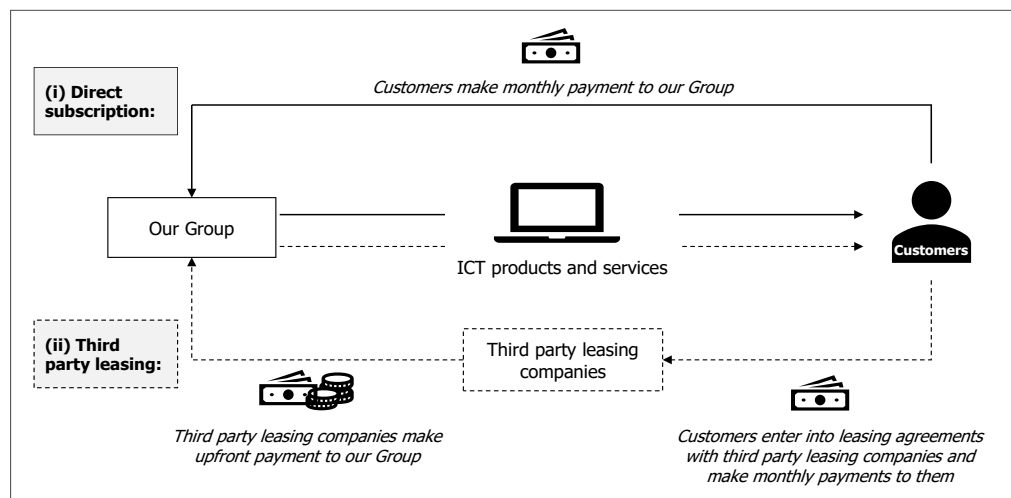 (i) Direct
subscription:
Customers make monthly payment to our Group
Our Group
ICT products and services
Customers
(ii) Third
party leasing:
Third party leasing
companies
Third party leasing companies make
upfront payment to our Group
Customers enter into leasing agreements
with third party leasing companies and
make monthly payments to them